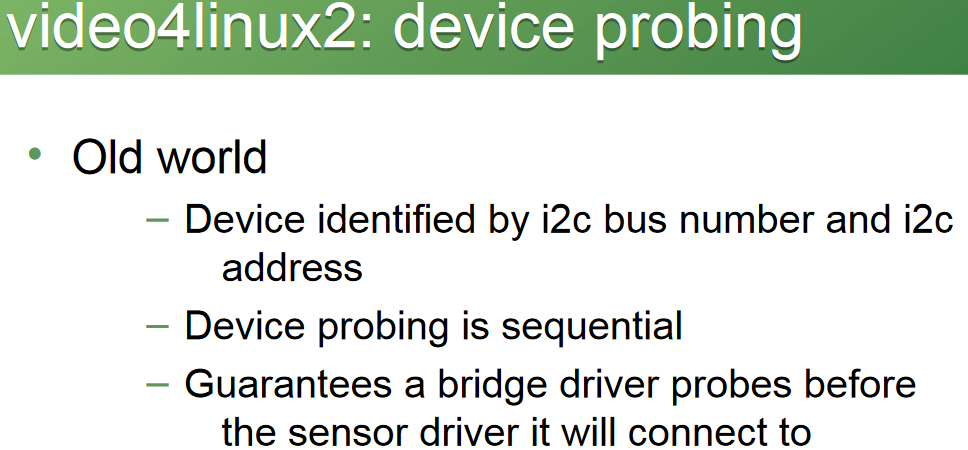 video4linux2: device probing
• Old world
– Device identified by i2c bus number and i2c
address
– Device probing is sequential
– Guarantees a bridge driver probes before
the sensor driver it will connect to